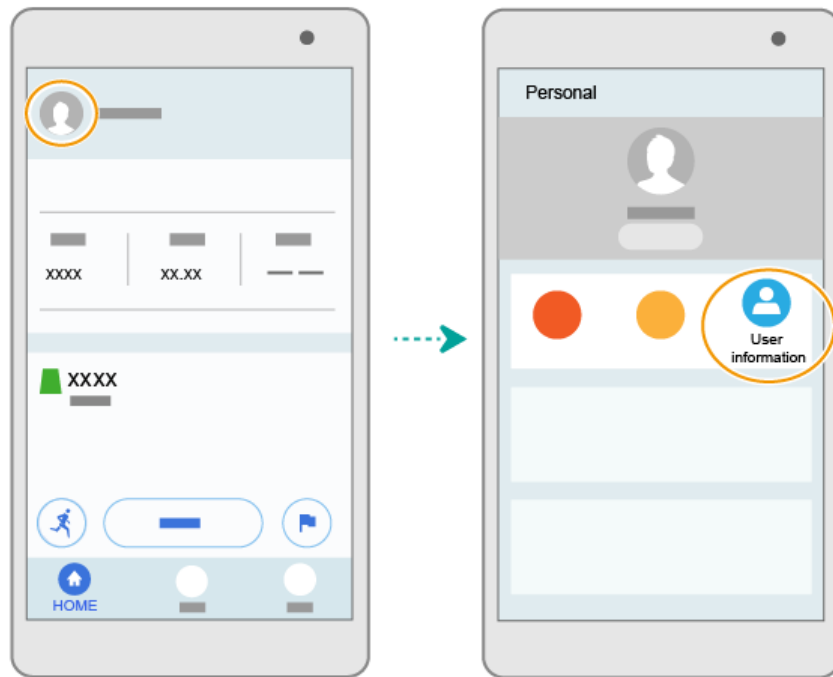 xxxx
xx.xx
XXXX
HOME
Personal
User
information